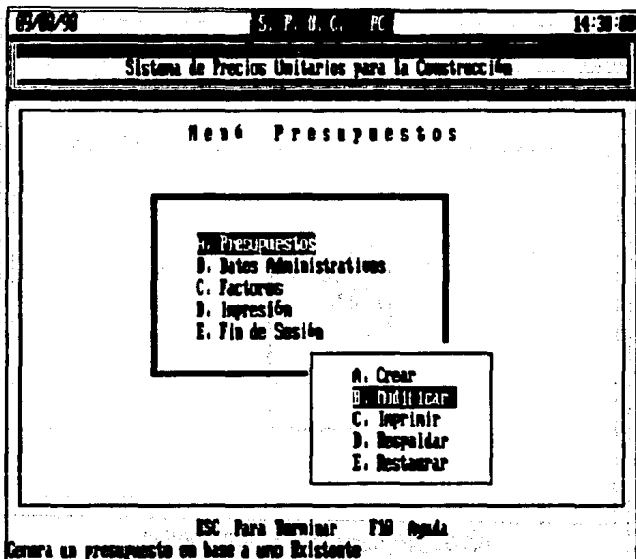 S. P. U. C. PC 14:30:00
Sistema de Precios Unitarios para la Construcción
Menú Presupuestos
A. Presupuestos
B. Datos Administrativos
C. Factores
D. Impresión
E. Fin de Sesión
A. Crear
B. Modificar
C. Imprimir
D. Respaldar
E. Restaurar
ESC Para Terminar F10 Ayuda
Genera un presupuesto en base a uno Existente